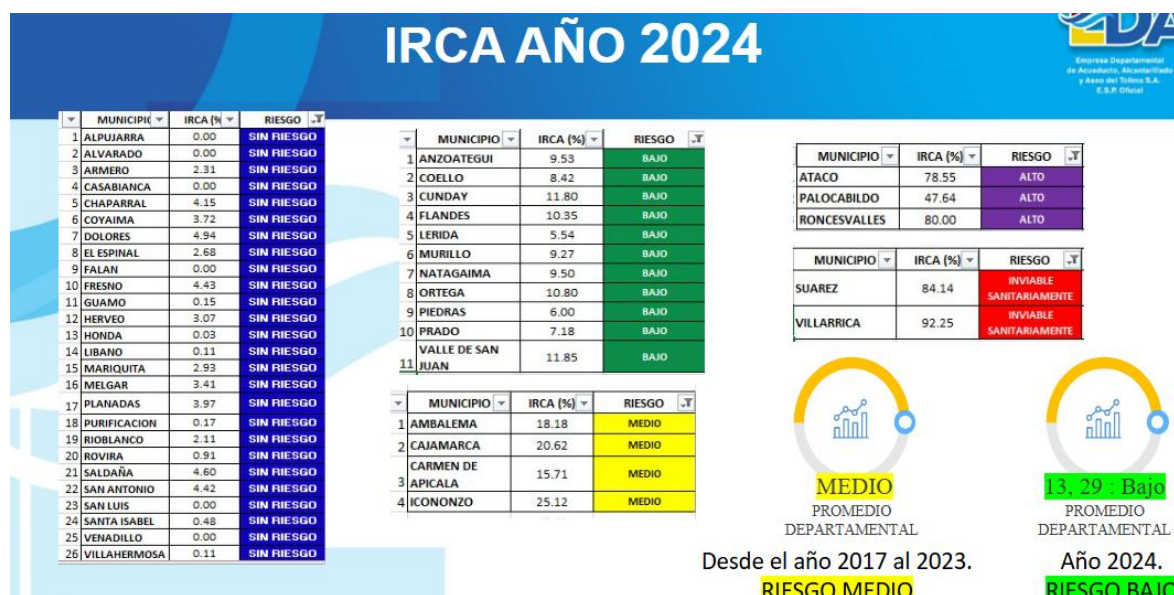 IRCA AÑO 2024
EDA
Empresa Departamental
de Acueducto, Alcantarillado
y Aseo del Tolima S.A.
E.S.P. Oficial
MUNICIPIO IRCA (% RIESGO
1 ALPUJARRA 0.00 SIN RIESGO
2 ALVARADO 0.00 SIN RIESGO
3 ARMERO 2.31 SIN RIESGO
4 CASABIANCA 0.00 SIN RIESGO
5 CHAPARRAL 4.15 SIN RIESGO
6 COYAIMA 3.72 SIN RIESGO
7 DOLORES 4.94 SIN RIESGO
8 EL ESPINAL 2.68 SIN RIESGO
9 FALAN 0.00 SIN RIESGO
10 FRESNO 4.43 SIN RIESGO
11 GUAMO 0.15 SIN RIESGO
12 HERVEO 3.07 SIN RIESGO
13 HONDA 0.03 SIN RIESGO
14 LIBANO 0.11 SIN RIESGO
15 MARIQUITA 2.93 SIN RIESGO
16 MELGAR 3.41 SIN RIESGO
17 PLANADAS 3.97 SIN RIESGO
18 PURIFICACION 0.17 SIN RIESGO
19 RIOBLANCO 2.11 SIN RIESGO
20 ROVIRA 0.91 SIN RIESGO
21 SALDAÑA 4.60 SIN RIESGO
22 SAN ANTONIO 4.42 SIN RIESGO
23 SAN LUIS 0.00 SIN RIESGO
24 SANTA ISABEL 0.48 SIN RIESGO
25 VENADILLO 0.00 SIN RIESGO
26 VILLAHERMOSA 0.11 SIN RIESGO
MUNICIPIO IRCA (%) RIESGO
1 ANZOATEGUI 9.53 BAJO
2 COELLO 8.42 BAJO
3 CUNDAY 11.80 BAJO
4 FLANDES 10.35 BAJO
5 LERIDA 5.54 BAJO
6 MURILLO 9.27 BAJO
7 NATAGAIMA 9.50 BAJO
8 ORTEGA 10.80 BAJO
9 PIEDRAS 6.00 BAJO
10 PRADO 7.18 BAJO
VALLE DE SAN
11 JUAN 11.85 BAJO
MUNICIPIO IRCA (%) RIESGO
1 AMBALEMA 18.18 MEDIO
2 CAJAMARCA 20.62 MEDIO
CARMEN DE
3 APICALA 15.71 MEDIO
4 ICONONZO 25.12 MEDIO
MUNICIPIO IRCA (%) RIESGO
ATACO 78.55 ALTO
PALOCABILDO 47.64 ALTO
RONCESVALLES 80.00 ALTO
MUNICIPIO IRCA (%) RIESGO
SUAREZ 84.14 INVIABLE
SANITARIAMENTE
VILLARRICA 92.25 INVIABLE
SANITARIAMENTE
MEDIO
PROMEDIO
DEPARTAMENTAL
Desde el año 2017 al 2023.
RIESGO MEDIO
13, 29 : Bajo
PROMEDIO
DEPARTAMENTAL
Año 2024.
RIESGO BAJO